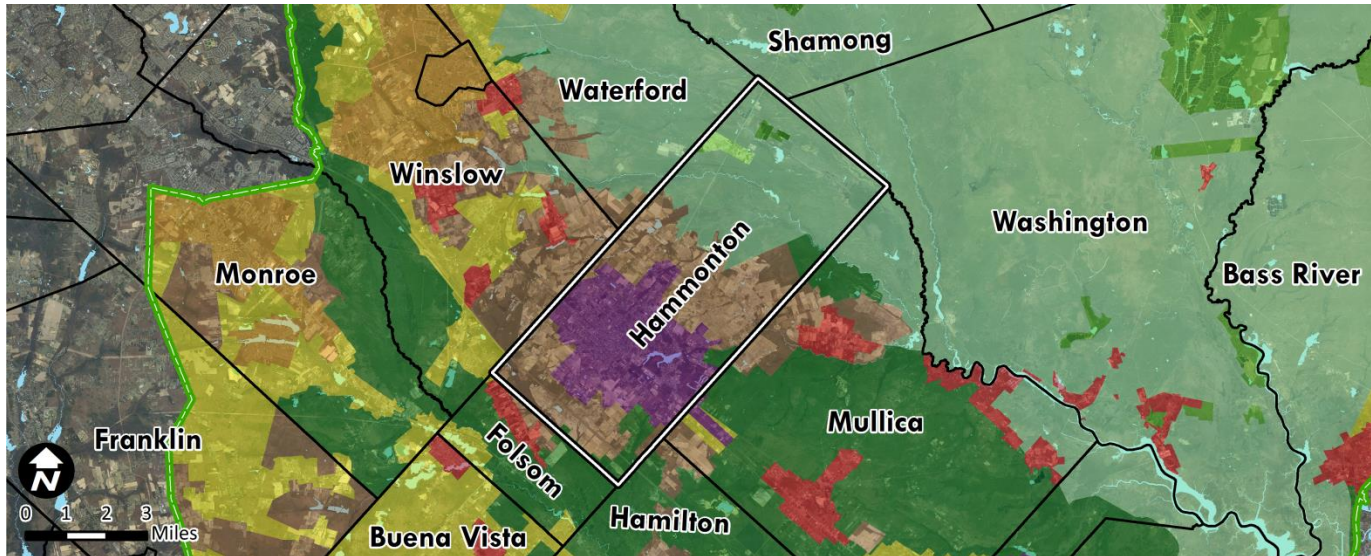 Shamong
Waterford
Winslow
Washington
Hammonton
Monroe
Bass River
Mullica
Franklin
Folsom
Hamilton
Buena Vista
N
0 1 2 3
Miles